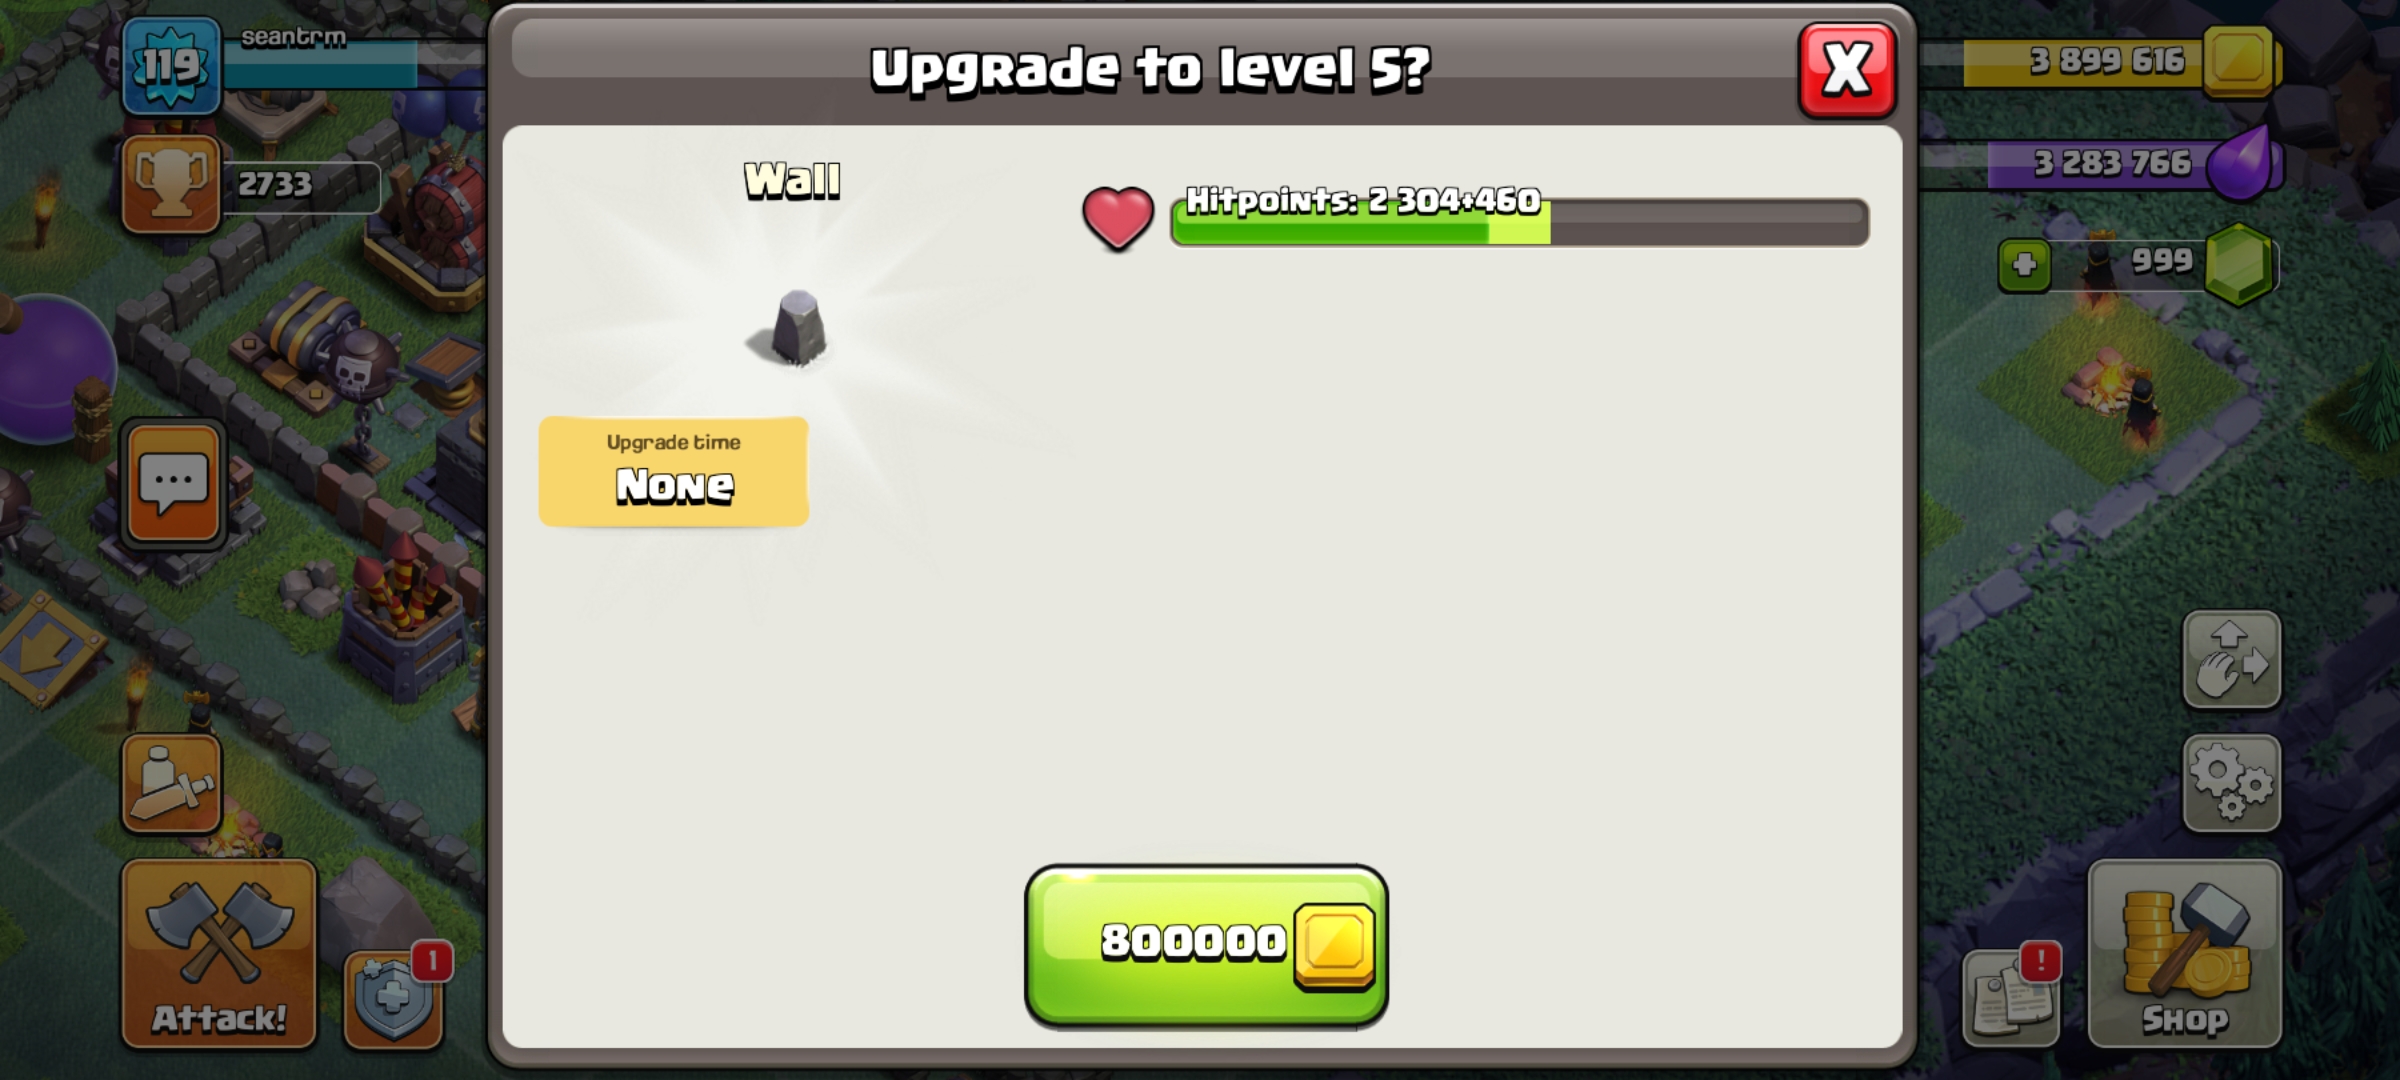 119
seantrm
2733
Upgrade to level 5?
X
3 899 616
3 283 766
999
Wall
Hitpoints: 2 304+460
Upgrade time
None
800000
Attack!
1
!
Shop